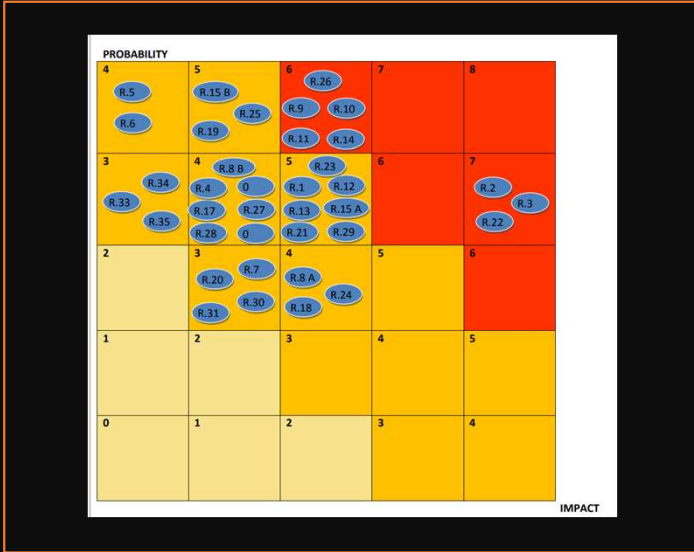 PROBABILITY
4 5 6 7 8
R.26
R.5 R.15 B
R.9 R.10
R.25
R.6 R.19
R.11 R.14
3 4 5 6 7
R.8 B R.23
R.34
R.4 0 R.1 R.12 R.2
R.33 R.3
R.17 R.27 R.13 R.15 A
R.35 R.22
R.28 0 R.21 R.29
2 3 4 5 6
R.7
R.20 R.8 A
R.24
R.30
R.31 R.18
1 2 3 4 5
0 1 2 3 4
IMPACT